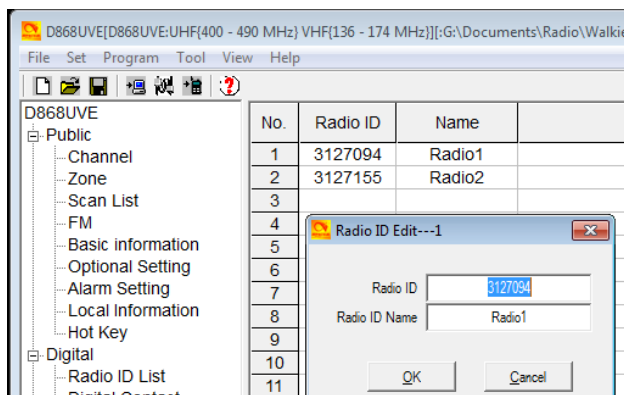 D868UVE[D868UVE:UHF{400 - 490 MHz} VHF{136 - 174 MHz}][:G:\Documents\Radio\Walkie
File Set Program Tool View Help
D868UVE
Public
Channel
Zone
Scan List
FM
Basic information
Optional Setting
Alarm Setting
Local Information
Hot Key
Digital
Radio ID List
Digital Contact
No. Radio ID Name
1 3127094 Radio1
2 3127155 Radio2
3
4
5
6
7
8
9
10
11
Radio ID Edit---1
Radio ID 3127094
Radio ID Name Radio1
OK Cancel